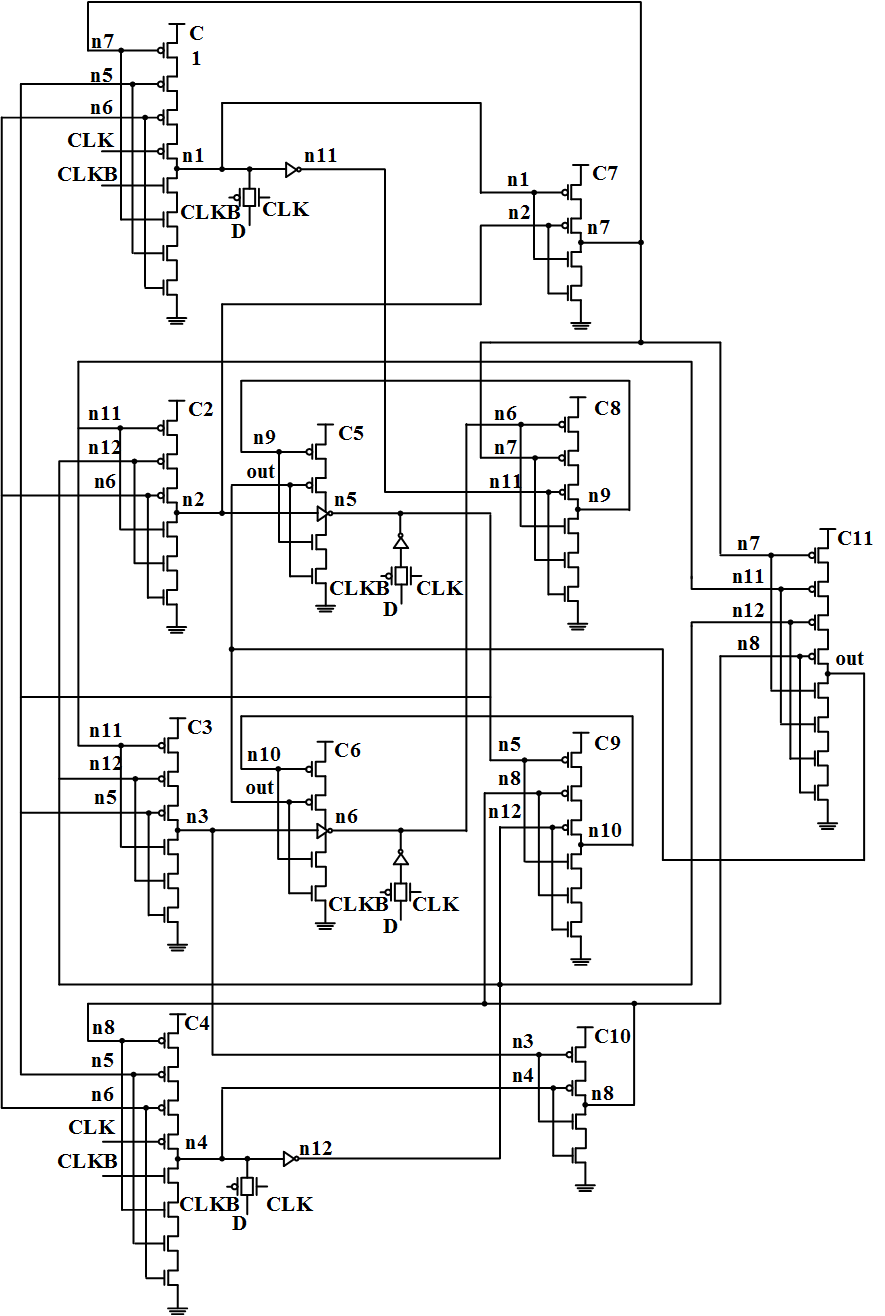 C
1
n7
n5
n6
CLK
n1
n11
CLKB
CLKB
CLK
D
C7
n1
n2
n7
C2
n11
n12
n6
n2
C5
n9
out
n5
CLKB
CLK
D
C8
n6
n7
n11
n9
C11
n7
n11
n12
n8
out
C3
n11
n12
n5
n3
C6
n10
out
n6
CLKB
CLK
D
C9
n5
n8
n12
n10
C4
n8
n5
n6
CLK
n4
n12
CLKB
CLKB
CLK
D
C10
n3
n4
n8